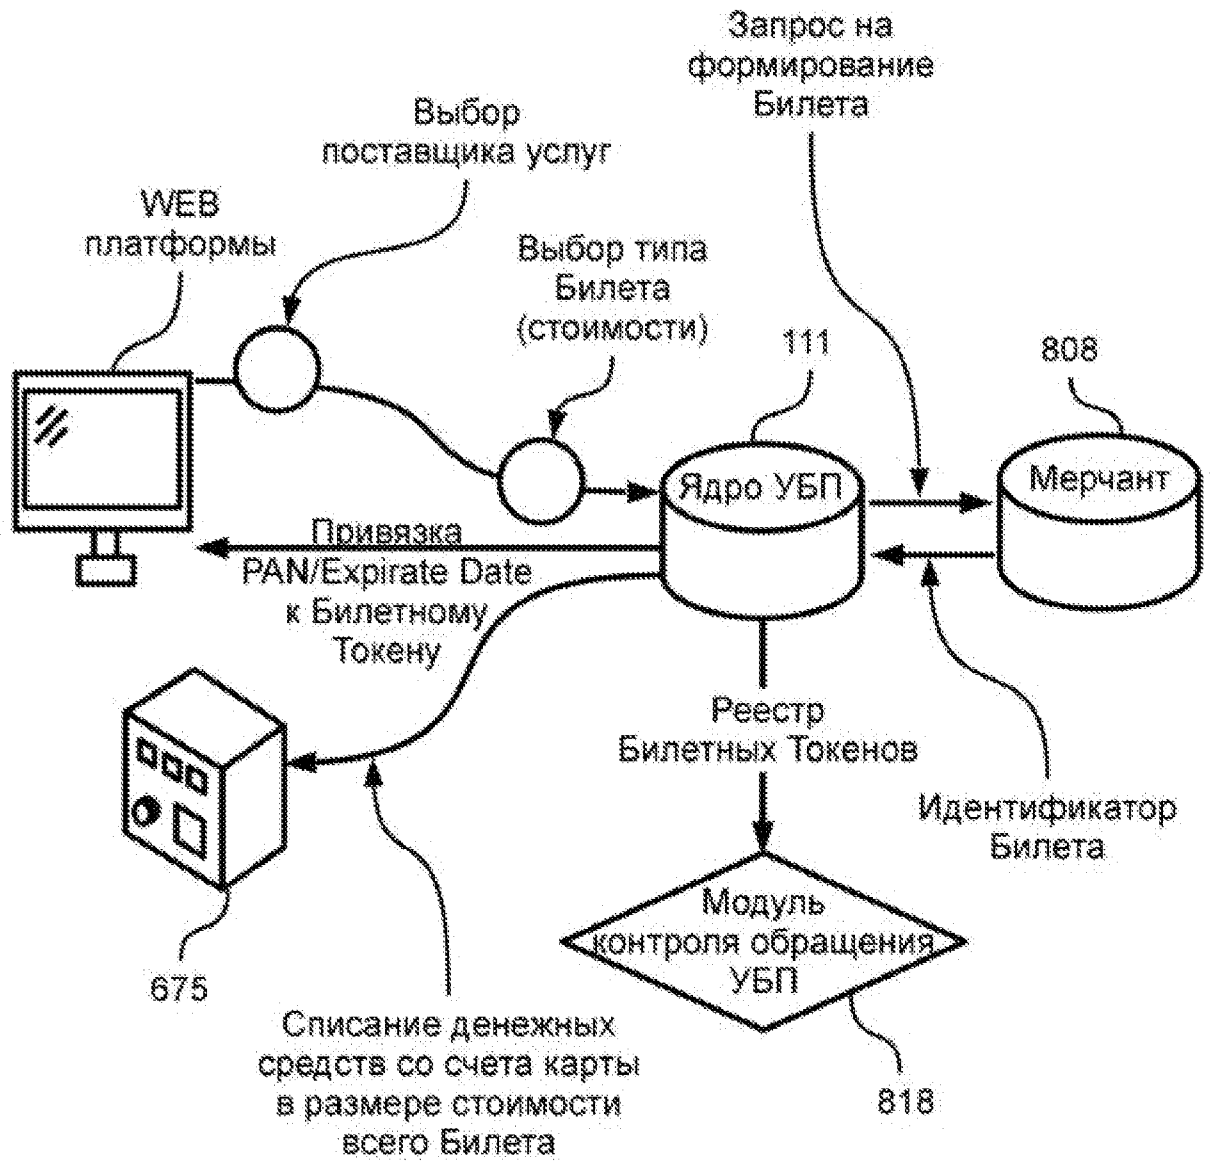 Запрос на
формирование
Билета
Выбор
поставщика услуг
WEB
платформы
Выбор типа
Билета
(стоимости)
111
808
Ядро УБП
Мерчант
Привязка
PAN/Expirate Date
к Билетному
Токену
Реестр
Билетных Токенов
Идентификатор
Билета
Модуль
контроля обращения
УБП
675
Списание денежных
средств со счета карты
в размере стоимости
всего Билета
818